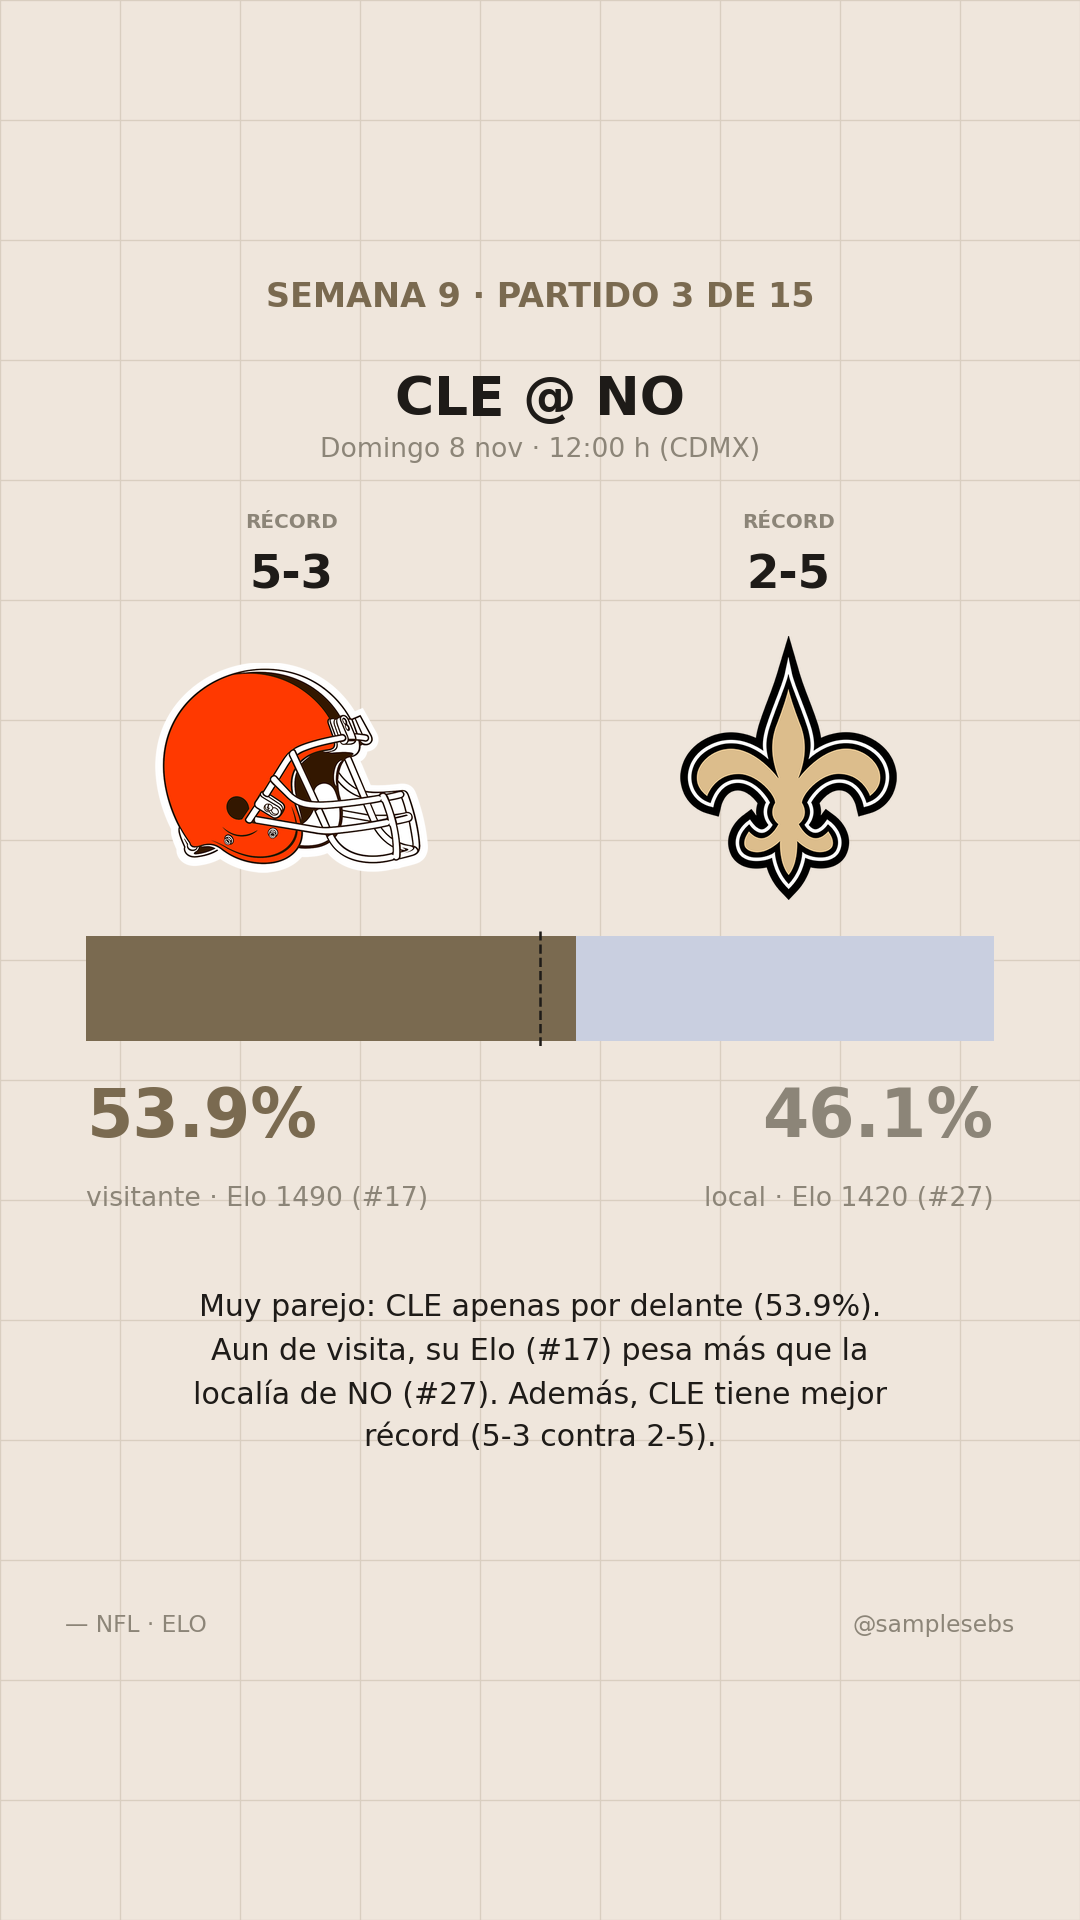 SEMANA 9 · PARTIDO 3 DE 15
CLE @ NO
Domingo 8 nov · 12:00 h (CDMX)
RÉCORD
5-3
RÉCORD
2-5
53.9%
46.1%
visitante · Elo 1490 (#17)
local · Elo 1420 (#27)
Muy parejo: CLE apenas por delante (53.9%).
Aun de visita, su Elo (#17) pesa más que la
localía de NO (#27). Además, CLE tiene mejor
récord (5-3 contra 2-5).
— NFL · ELO
@samplesebs